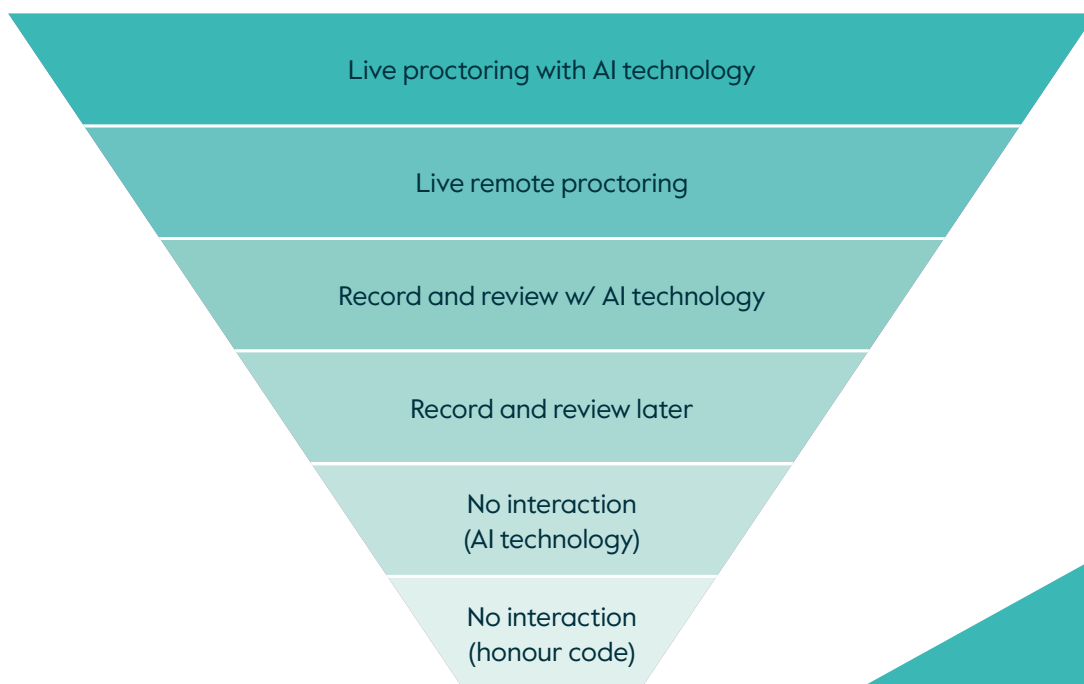 Live proctoring with AI technology
Live remote proctoring
Record and review w/ AI technology
Record and review later
No interaction
(AI technology)
No interaction
(honour code)